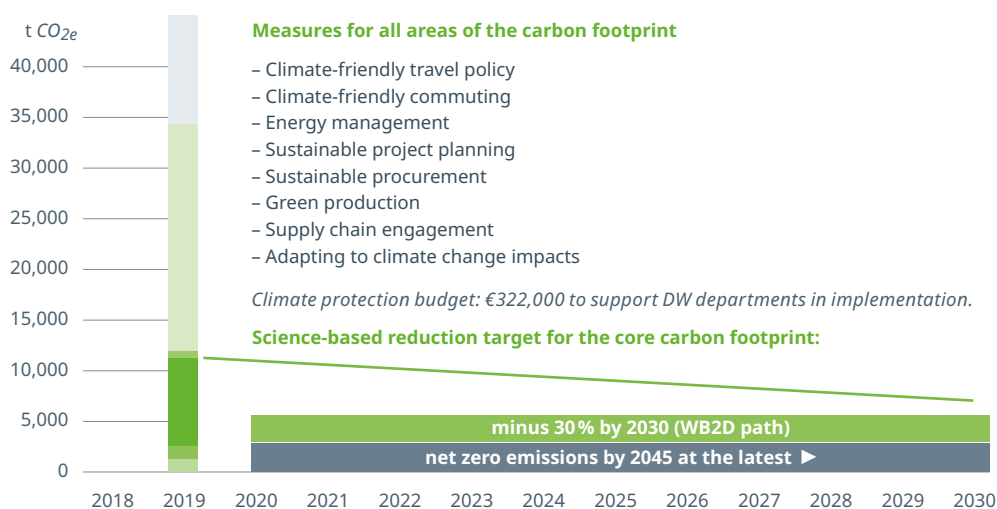 t CO2e
Measures for all areas of the carbon footprint
40,000
– Climate-friendly travel policy
– Climate-friendly commuting
35,000
– Energy management
– Sustainable project planning
30,000
– Sustainable procurement
– Green production
25,000
– Supply chain engagement
– Adapting to climate change impacts
20,000
Climate protection budget: €322,000 to support DW departments in implementation.
15,000
Science-based reduction target for the core carbon footprint:
10,000
5,000
minus 30% by 2030 (WB2D path)
net zero emissions by 2045 at the latest ►
0
2018 2019 2020 2021 2022 2023 2024 2025 2026 2027 2028 2029 2030